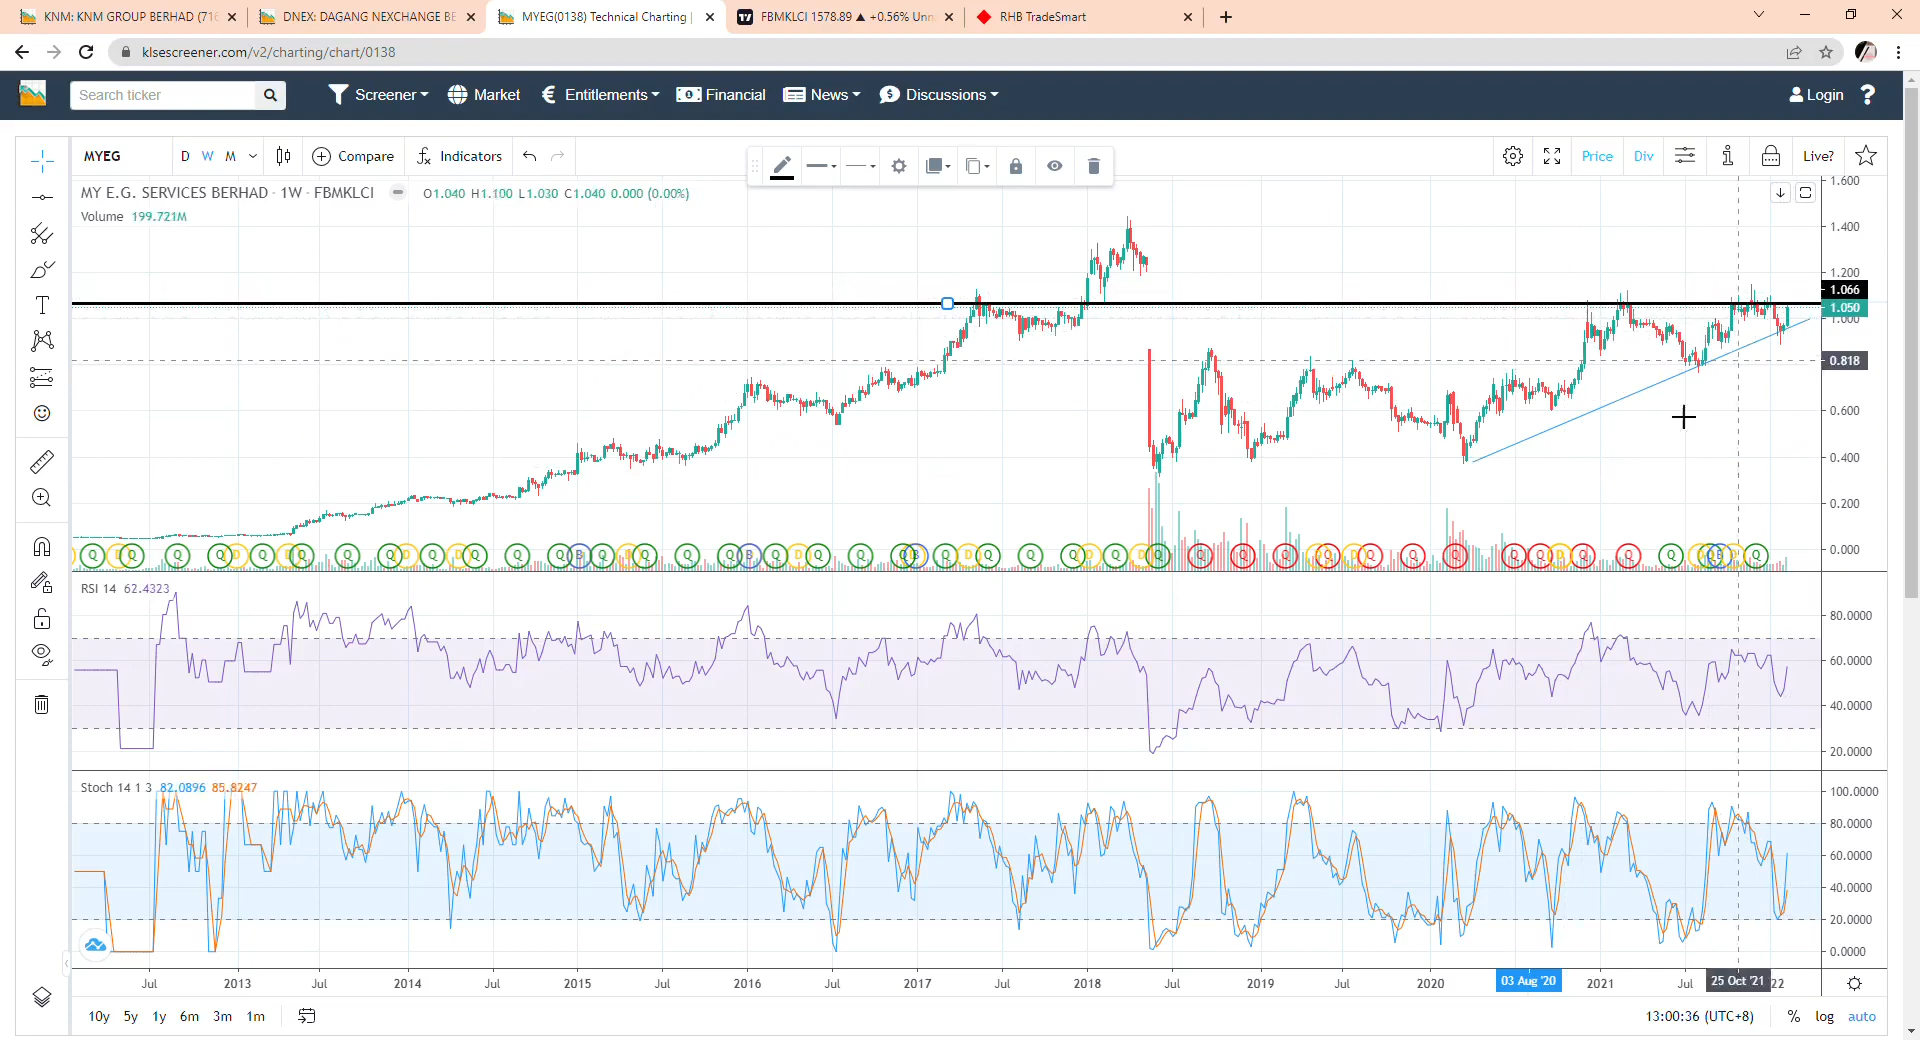 KNM: KNM GROUP BERHAD (716
DNEX: DAGANG NEXCHANGE BE
MYEG(0138) Technical Charting |
FBMKLCI 1578.89 ▲ +0.56% Unn
RHB TradeSmart
klsescreener.com/v2/charting/chart/0138
Search ticker
Screener
Market
Entitlements
Financial
News
Discussions
Login
?
MYEG
D W M
Compare
Indicators
Price
Div
Live?
MY E.G. SERVICES BERHAD · 1W · FBMKLCI
O1.040 H1.100 L1.030 C1.040 0.000 (0.00%)
Volume 199.721M
1.600
1.400
1.200
1.066
1.050
1.000
0.818
0.600
0.400
0.200
0.000
RSI 14 62.4323
80.0000
60.0000
40.0000
20.0000
Stoch 14 1 3 82.0896 85.8247
100.0000
80.0000
60.0000
40.0000
20.0000
0.0000
Jul 2013 Jul 2014 Jul 2015 Jul 2016 Jul 2017 Jul 2018 Jul 2019 Jul 2020 03 Aug '20 2021 Jul 25 Oct '21 22
10y 5y 1y 6m 3m 1m
13:00:36 (UTC+8)
% log auto